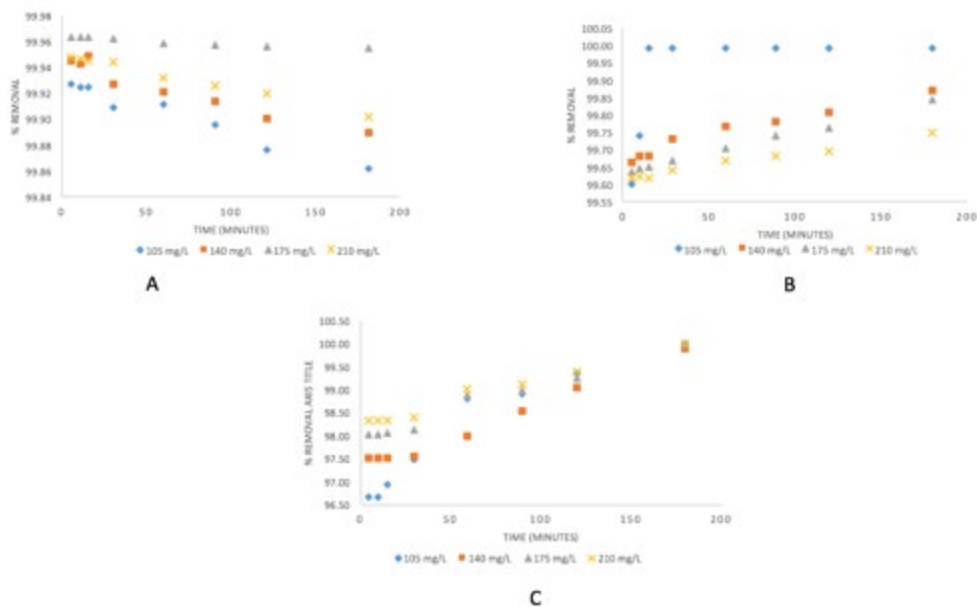 99.98
99.96
99.94
99.92
99.90
99.88
99.86
99.84
% REMOVAL
0 50 100 150 200
TIME (MINUTES)
105 mg/L 140 mg/L 175 mg/L 210 mg/L
A
100.05
100.00
99.95
99.90
99.85
99.80
99.75
99.70
99.65
99.60
99.55
% REMOVAL
0 50 100 150 200
TIME (MINUTES)
105 mg/L 140 mg/L 175 mg/L 210 mg/L
B
100.50
100.00
99.50
99.00
98.50
98.00
97.50
97.00
96.50
% REMOVAL AXIS TITLE
0 50 100 150 200
TIME (MINUTES)
105 mg/L 140 mg/L 175 mg/L 210 mg/L
C